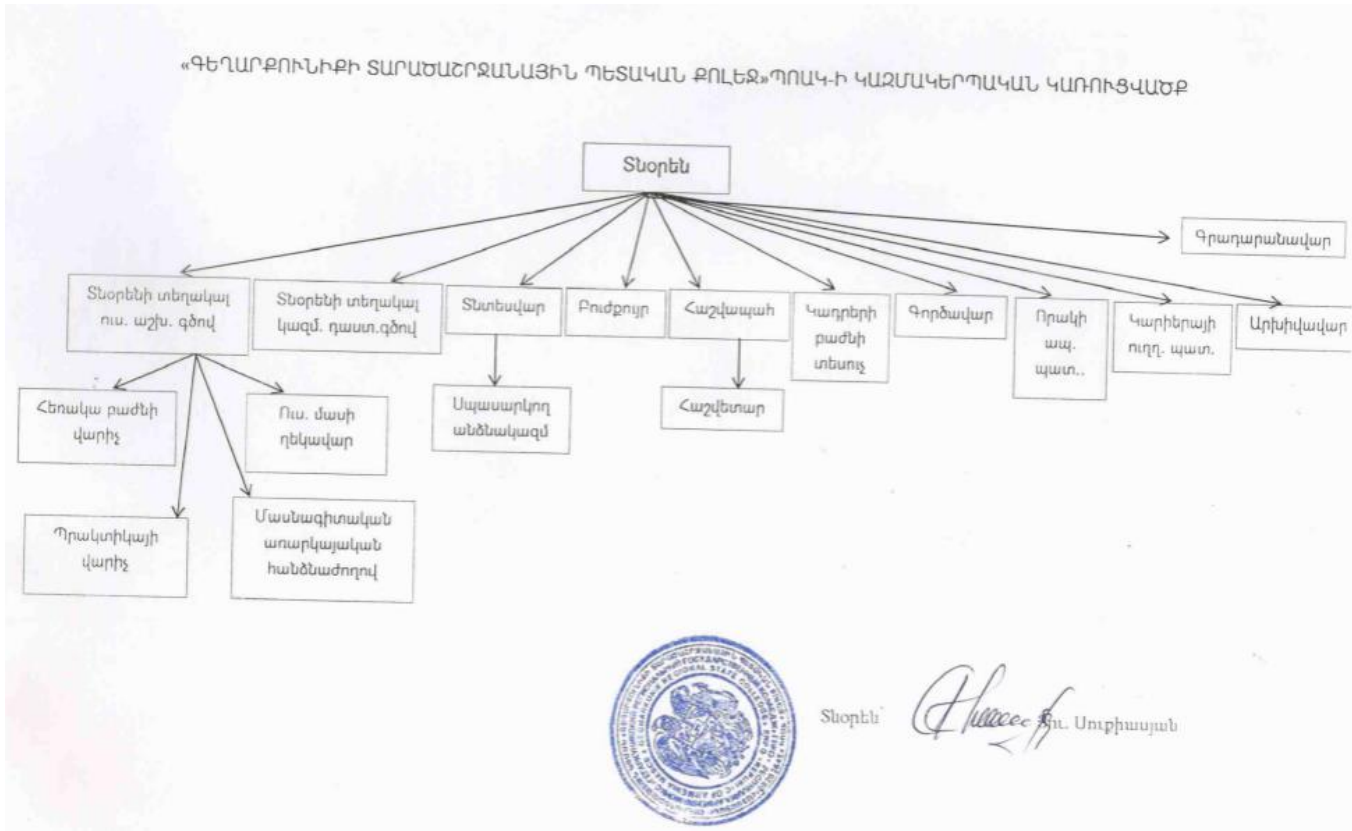 «ԳԵՂԱՐՔՈՒՆԻՔԻ ՏԱՐԱԾԱՇՐՋԱՆԱՅԻՆ ՊԵՏԱԿԱՆ ՔՈԼԵՋ»ՊՈԱԿ-Ի ԿԱԶՄԱԿԵՐՊԱԿԱՆ ԿԱՌՈՒՑՎԱԾՔ
Տնօրեն
Գրադարանավար
Տնօրենի տեղակալ
ուս. աշխ. գծով
Տնօրենի տեղակալ
կազմ. դաստ.գծով
Տնտեսվար
Բուժքույր
Հաշվապահ
Կադրերի
բաժնի
տեսուչ
Գործավար
Որակի
ապ.
պատ..
Կարիերայի
ուղղ. պատ.
Արխիվավար
Հեռակա բաժնի
վարիչ
Ուս. մասի
ղեկավար
Սպասարկող
անձնակազմ
Հաշվետար
Պրակտիկայի
վարիչ
Մասնագիտական
առարկայական
հանձնաժողով
Տնօրեն՝
Սուքիասյան